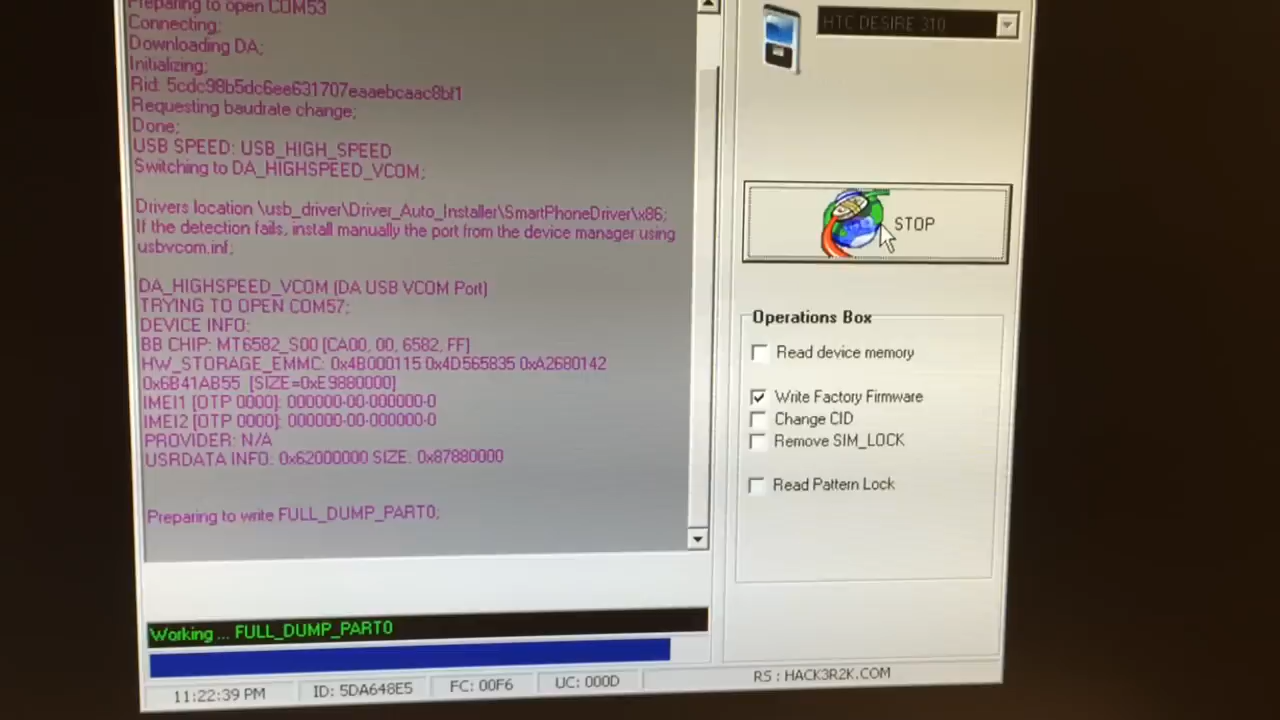 Preparing to open COM53
Connecting;
Downloading DA;
Initializing;
Rid: 5cdc98b5dc6ee631707eaaebcaac8bf1
Requesting baudrate change;
Done;
USB SPEED: USB_HIGH_SPEED
Switching to DA_HIGHSPEED_VCOM;
Drivers location \usb_driver\Driver_Auto_Installer\SmartPhoneDriver\x86;
If the detection fails, install manually the port from the device manager using
usbvcom.inf;
DA_HIGHSPEED_VCOM (DA USB VCOM Port)
TRYING TO OPEN COM57;
DEVICE INFO:
BB CHIP: MT6582_S00 [CA00, 00, 6582, FF]
HW_STORAGE_EMMC: 0x4B000115 0x4D565835 0xA2680142
0x6B41AB55 [SIZE=0xE9880000]
IMEI1 [OTP 0000]: 000000-00-000000-0
IMEI2 [OTP 0000]: 000000-00-000000-0
PROVIDER: N/A
USRDATA INFO: 0x62000000 SIZE: 0x87880000
Preparing to write FULL_DUMP_PART0;
Working ... FULL_DUMP_PART0
11:22:39 PM
ID: 5DA648E5
FC: 00F6
UC: 000D
R5 : HACK3R2K.COM
HTC DESIRE 310
STOP
Operations Box
Read device memory
Write Factory Firmware
Change CID
Remove SIM_LOCK
Read Pattern Lock